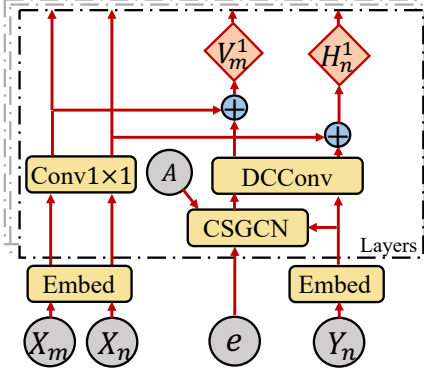 V_m^1 H_n^1
+
+
Conv1×1 A DCConv
CSGCN
Layers
Embed Embed
X_m X_n e Y_n